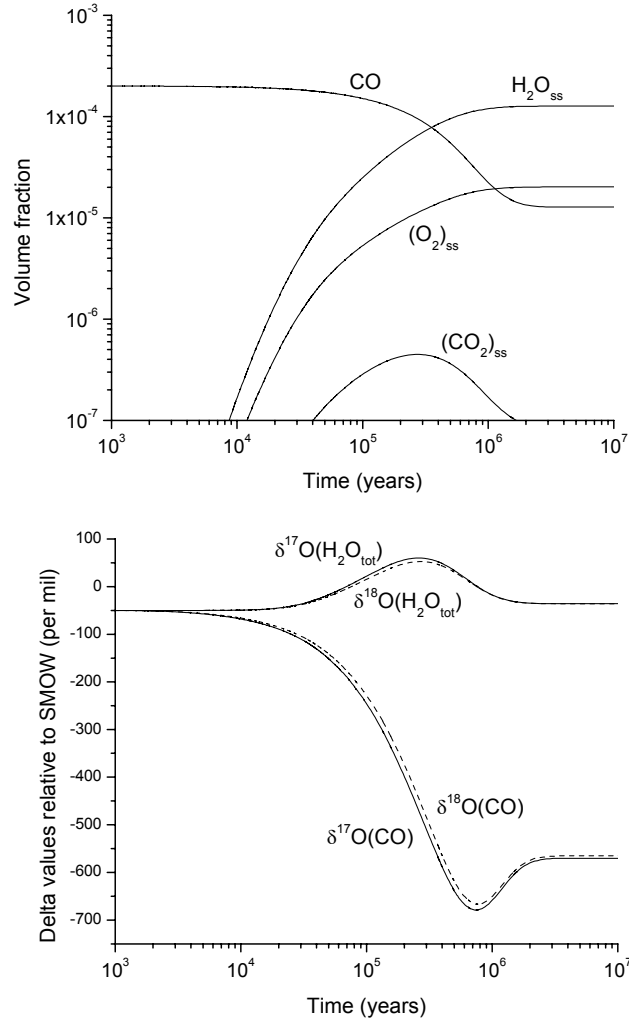 10⁻³
CO
H₂Oₛₛ
1x10⁻⁴
Volume fraction
1x10⁻⁵
(O₂)ₛₛ
10⁻⁶
(CO₂)ₛₛ
10⁻⁷
10³ 10⁴ 10⁵ 10⁶ 10⁷
Time (years)
100
δ¹⁷O(H₂Oₜₒₜ)
0
δ¹⁸O(H₂Oₜₒₜ)
-100
-200
Delta values relative to SMOW (per mil)
-300
-400
-500
δ¹⁸O(CO)
δ¹⁷O(CO)
-600
-700
10³ 10⁴ 10⁵ 10⁶ 10⁷
Time (years)